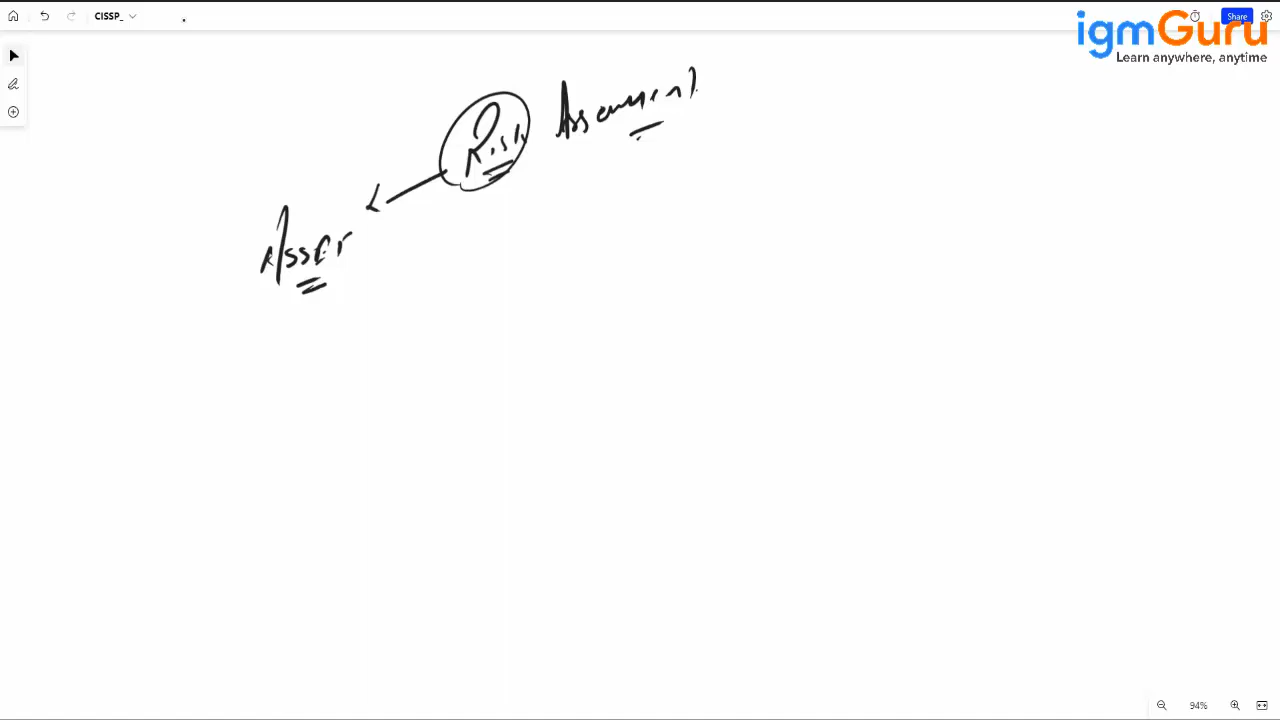 CISSP_
Share
igmGuru
Learn anywhere, anytime
Risk Assessment
Asset
94%